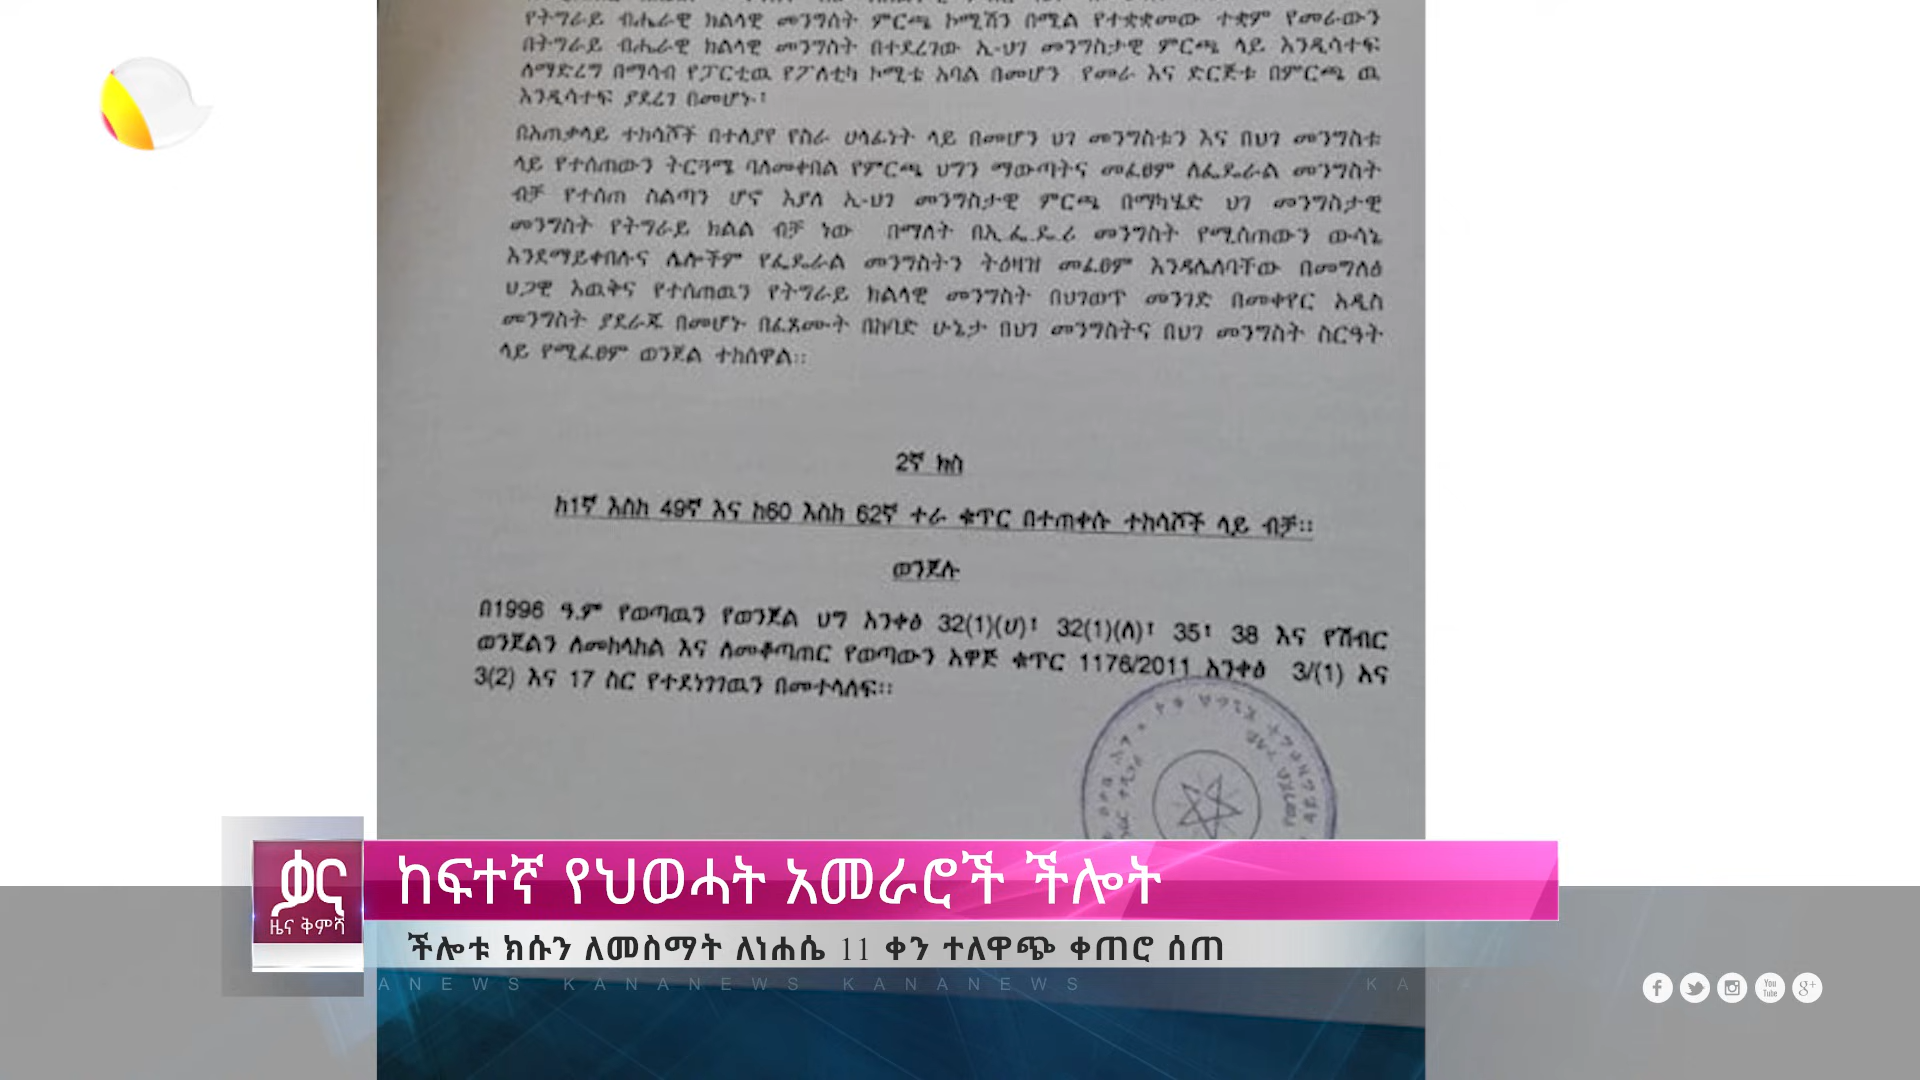 የትግራይ ብሔራዊ ክልላዊ መንግስት ምርጫ ኮሚሽን በሚል የተቋቋመው ተቋም የመራውን
በትግራይ ብሔራዊ ክልላዊ መንግስት በተደረገው ኢ-ህገ መንግስታዊ ምርጫ ላይ እንዲሳተፍ
ለማድረግ በማሳብ የፓርቲዉ የፖለቲካ ኮሚቴ አባል በመሆን የመራ እና ድርጅቱ በምርጫ ዉ
እንዲሳተፍ ያደረገ በመሆኑ፣
በአጠቃላይ ተከሳሾች በተለያየ የስራ ሀላፊነት ላይ በመሆን ህገ መንግስቱን እና በህገ መንግስቱ
ላይ የተሰጠውን ትርጓሜ ባለመቀበል የምርጫ ህግን ማውጣትና መፈፀም ለፌዴራል መንግስት
ብቻ የተሰጠ ስልጣን ሆኖ እያለ ኢ-ህገ መንግስታዊ ምርጫ በማካሄድ ህገ መንግስታዊ
መንግስት የትግራይ ክልል ብቻ ነው በማለት በኢ.ፌ.ዴ.ሪ መንግስት የሚሰጠውን ውሳኔ
እንደማይቀበሉና ሌሎችም የፌዴራል መንግስትን ትዕዛዝ መፈፀም እንዳሌለባቸው በመግለፅ
ሀጋዊ እዉቅና የተሰጠዉን የትግራይ ክልላዊ መንግስት በህገወጥ መንገድ በመቀየር አዲስ
መንግስት ያደራጁ በመሆኑ በፈጸሙት በከባድ ሁኔታ በህገ መንግስትና በህገ መንግስት ስርዓት
ላይ የሚፈፀም ወንጀል ተከሰዋል።
2ኛ ክስ
ከ1ኛ እስከ 49ኛ እና ከ60 እስከ 62ኛ ተራ ቁጥር በተጠቀሱ ተከሳሾች ላይ ብቻ።
ወንጀሉ
በ1996 ዓ.ም የወጣዉን የወንጀል ህግ አንቀፅ 32(1)(ሀ)፣ 32(1)(ለ)፣ 35፣ 38 እና የሽብር
ወንጀልን ለመከላከል እና ለመቆጣጠር የወጣውን አዋጅ ቁጥር 1176/2011 አንቀፅ 3/(1) እና
3(2) እና 17 ስር የተደነገገዉን በመተላለፍ።
ቃና
ዜና ቅምሻ
ከፍተኛ የህወሓት አመራሮች ችሎት
ችሎቱ ክሱን ለመስማት ለነሐሴ 11 ቀን ተለዋጭ ቀጠሮ ሰጠ
ANEWS KANANEWS KANANEWS KA